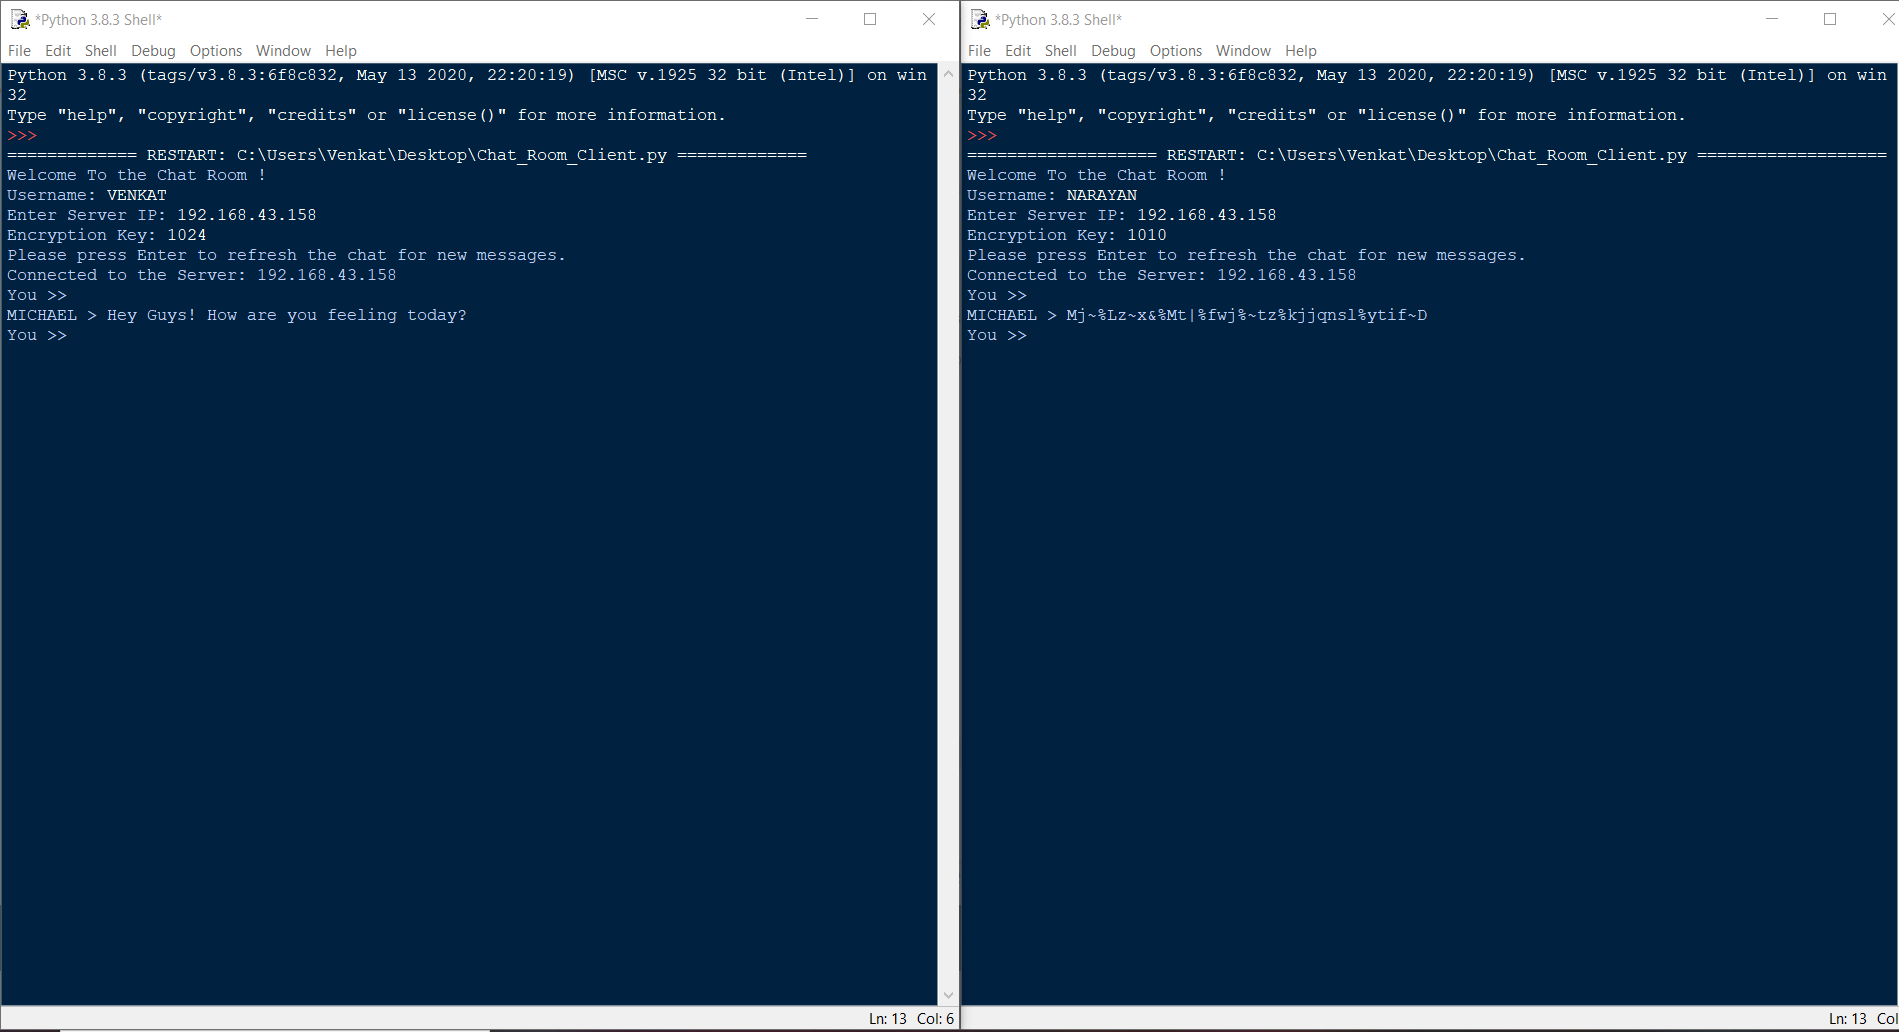 *Python 3.8.3 Shell*
File Edit Shell Debug Options Window Help
Python 3.8.3 (tags/v3.8.3:6f8c832, May 13 2020, 22:20:19) [MSC v.1925 32 bit (Intel)] on win
32
Type "help", "copyright", "credits" or "license()" for more information.
>>>
============= RESTART: C:\Users\Venkat\Desktop\Chat_Room_Client.py =============
Welcome To the Chat Room !
Username: VENKAT
Enter Server IP: 192.168.43.158
Encryption Key: 1024
Please press Enter to refresh the chat for new messages.
Connected to the Server: 192.168.43.158
You >>
MICHAEL > Hey Guys! How are you feeling today?
You >>
Ln: 13 Col: 6
*Python 3.8.3 Shell*
File Edit Shell Debug Options Window Help
Python 3.8.3 (tags/v3.8.3:6f8c832, May 13 2020, 22:20:19) [MSC v.1925 32 bit (Intel)] on win
32
Type "help", "copyright", "credits" or "license()" for more information.
>>>
=================== RESTART: C:\Users\Venkat\Desktop\Chat_Room_Client.py ===================
Welcome To the Chat Room !
Username: NARAYAN
Enter Server IP: 192.168.43.158
Encryption Key: 1010
Please press Enter to refresh the chat for new messages.
Connected to the Server: 192.168.43.158
You >>
MICHAEL > Mj~%Lz~x&%Mt|%fwj%~tz%kjjqnsl%ytif~D
You >>
Ln: 13 Col